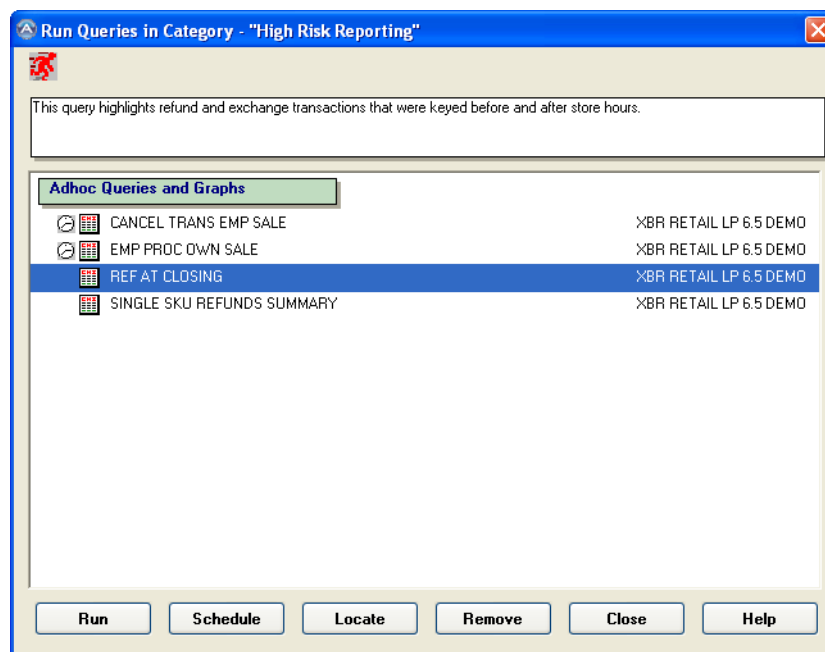 Run Queries in Category - "High Risk Reporting"
This query highlights refund and exchange transactions that were keyed before and after store hours.
Adhoc Queries and Graphs
CANCEL TRANS EMP SALE XBR RETAIL LP 6.5 DEMO
EMP PROC OWN SALE XBR RETAIL LP 6.5 DEMO
REF AT CLOSING XBR RETAIL LP 6.5 DEMO
SINGLE SKU REFUNDS SUMMARY XBR RETAIL LP 6.5 DEMO
Run Schedule Locate Remove Close Help